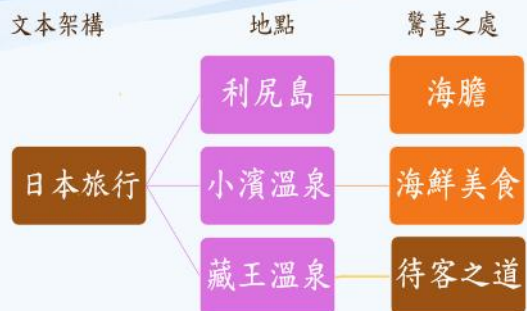 文本架構 地點 驚喜之處
利尻島 海膽
日本旅行 小濱溫泉 海鮮美食
藏王溫泉 待客之道